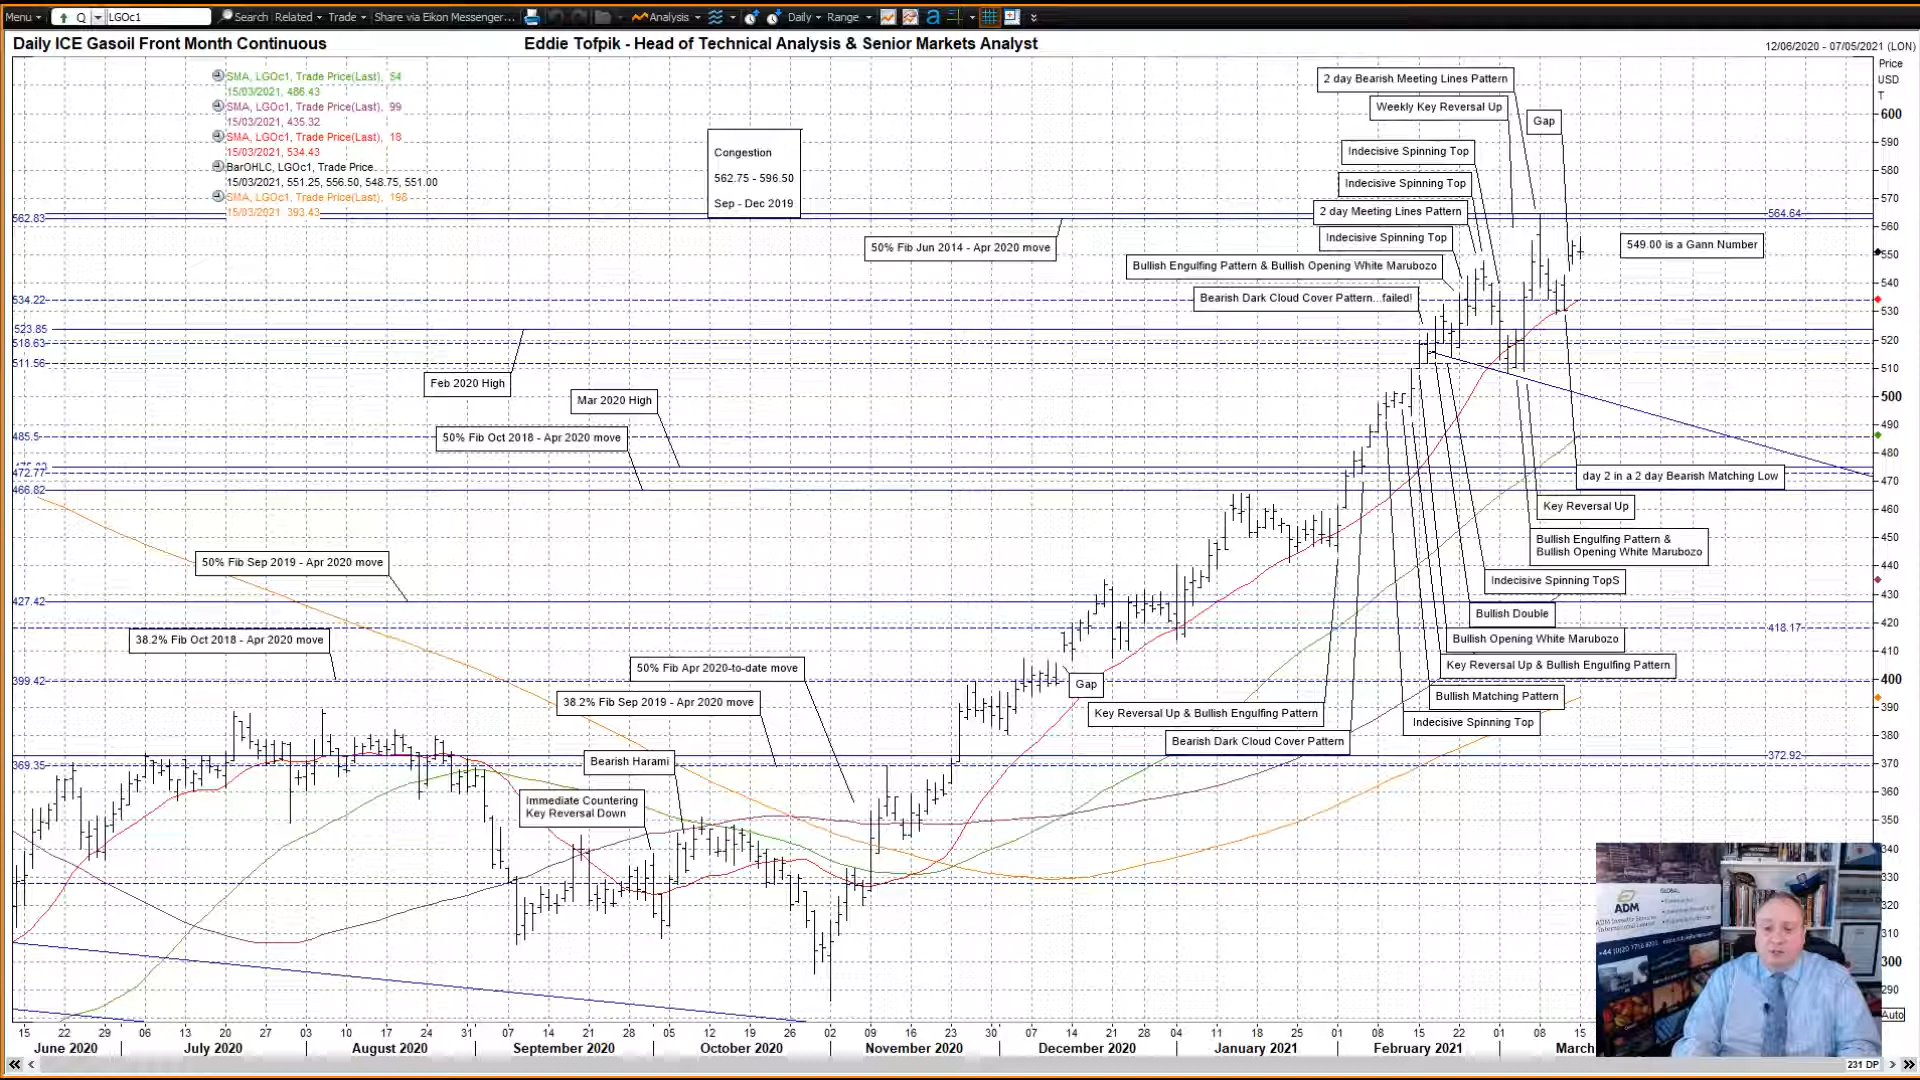 Menu
Q
LGOc1
Search
Related
Trade
Share via Eikon Messenger...
Analysis
Daily
Range
Daily ICE Gasoil Front Month Continuous
Eddie Tofpik - Head of Technical Analysis & Senior Markets Analyst
12/06/2020 - 07/05/2021 (LON)
SMA, LGOc1, Trade Price(Last), 54
15/03/2021, 486.43
SMA, LGOc1, Trade Price(Last), 99
15/03/2021, 435.32
SMA, LGOc1, Trade Price(Last), 18
15/03/2021, 534.43
BarOHLC, LGOc1, Trade Price
15/03/2021, 551.25, 556.50, 548.75, 551.00
SMA, LGOc1, Trade Price(Last), 198
15/03/2021, 393.43
Congestion
562.75 - 596.50
Sep - Dec 2019
2 day Bearish Meeting Lines Pattern
Weekly Key Reversal Up
Gap
Indecisive Spinning Top
Indecisive Spinning Top
2 day Meeting Lines Pattern
Indecisive Spinning Top
Bullish Engulfing Pattern & Bullish Opening White Marubozo
Bearish Dark Cloud Cover Pattern...failed!
50% Fib Jun 2014 - Apr 2020 move
549.00 is a Gann Number
562.83
564.64
534.22
523.85
518.63
511.56
Feb 2020 High
Mar 2020 High
50% Fib Oct 2018 - Apr 2020 move
485.5
472.77
466.82
day 2 in a 2 day Bearish Matching Low
Key Reversal Up
Bullish Engulfing Pattern &
Bullish Opening White Marubozo
Indecisive Spinning TopS
Bullish Double
Bullish Opening White Marubozo
Key Reversal Up & Bullish Engulfing Pattern
Bullish Matching Pattern
Indecisive Spinning Top
50% Fib Sep 2019 - Apr 2020 move
427.42
418.17
38.2% Fib Oct 2018 - Apr 2020 move
399.42
50% Fib Apr 2020-to-date move
38.2% Fib Sep 2019 - Apr 2020 move
Gap
Key Reversal Up & Bullish Engulfing Pattern
Bearish Dark Cloud Cover Pattern
Bearish Harami
372.92
369.35
Immediate Countering
Key Reversal Down
Price
USD
T
600
590
580
570
560
550
540
530
520
510
500
490
480
470
460
450
440
430
420
410
400
390
380
370
360
350
340
330
320
310
300
290
Auto
ADM
ADM Investor Services
International Limited
GLOBAL
15 22 29 06 13 20 27 03 10 17 24 31 07 14 21 28 05 12 19 26 02 09 16 23 30 07 14 21 28 04 11 18 25 01 08 15 22 01 08 15
June 2020 July 2020 August 2020 September 2020 October 2020 November 2020 December 2020 January 2021 February 2021 March
231 DP